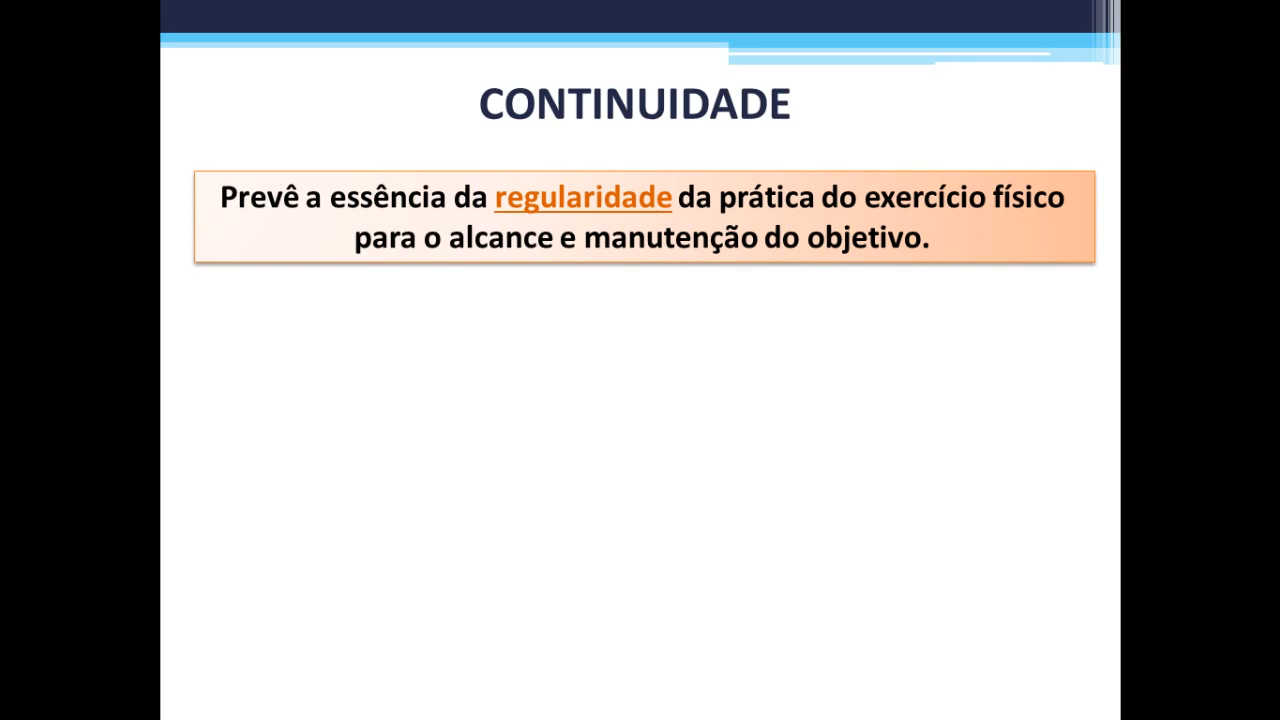 CONTINUIDADE
Prevê a essência da regularidade da prática do exercício físico
para o alcance e manutenção do objetivo.